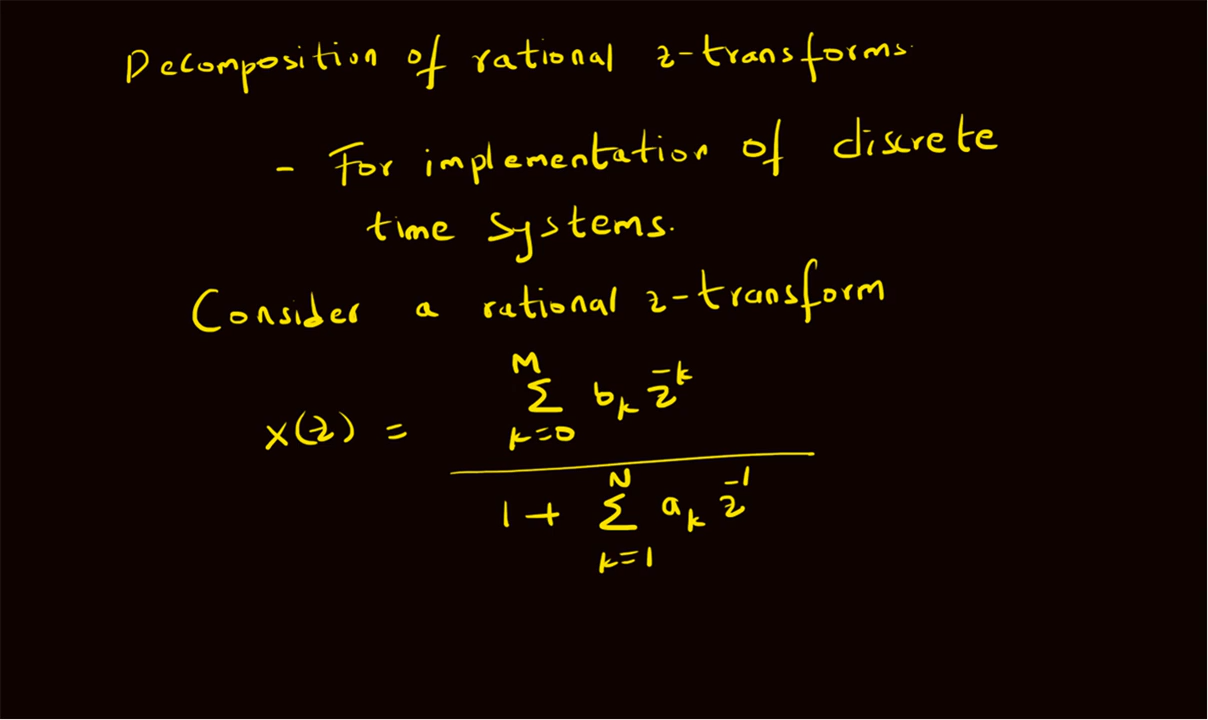 Decomposition of rational z-transforms.
- For implementation of discrete
time systems.
Consider a rational z-transform
M
Σ b_k z^{-k}
k=0
X(z) =
N
1 + Σ a_k z^{-1}
k=1